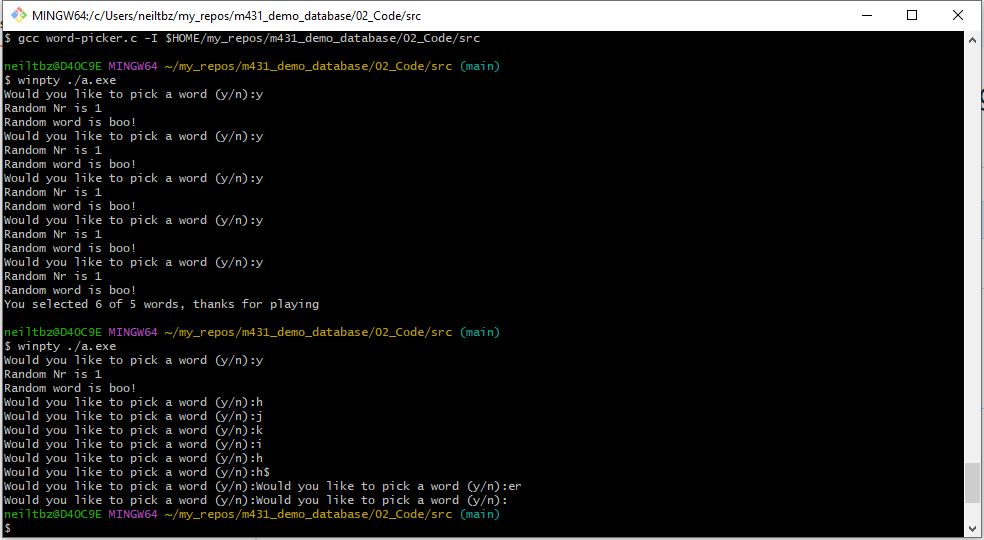 MINGW64:/c/Users/neiltbz/my_repos/m431_demo_database/02_Code/src
$ gcc word-picker.c -I $HOME/my_repos/m431_demo_database/02_Code/src
neiltbz@D40C9E MINGW64 ~/my_repos/m431_demo_database/02_Code/src (main)
$ winpty ./a.exe
Would you like to pick a word (y/n):y
Random Nr is 1
Random word is boo!
Would you like to pick a word (y/n):y
Random Nr is 1
Random word is boo!
Would you like to pick a word (y/n):y
Random Nr is 1
Random word is boo!
Would you like to pick a word (y/n):y
Random Nr is 1
Random word is boo!
Would you like to pick a word (y/n):y
Random Nr is 1
Random word is boo!
You selected 6 of 5 words, thanks for playing
neiltbz@D40C9E MINGW64 ~/my_repos/m431_demo_database/02_Code/src (main)
$ winpty ./a.exe
Would you like to pick a word (y/n):y
Random Nr is 1
Random word is boo!
Would you like to pick a word (y/n):h
Would you like to pick a word (y/n):j
Would you like to pick a word (y/n):k
Would you like to pick a word (y/n):i
Would you like to pick a word (y/n):h
Would you like to pick a word (y/n):h$
Would you like to pick a word (y/n):Would you like to pick a word (y/n):er
Would you like to pick a word (y/n):Would you like to pick a word (y/n):
neiltbz@D40C9E MINGW64 ~/my_repos/m431_demo_database/02_Code/src (main)
$